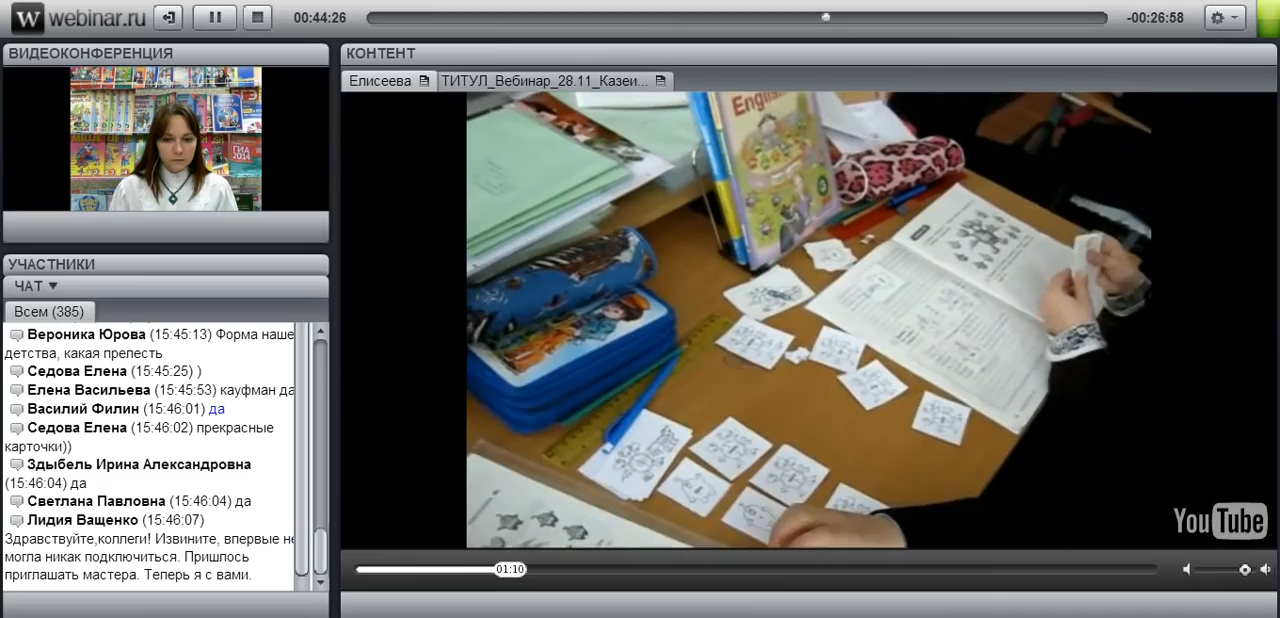 W webinar.ru 00:44:26 -00:26:58
ВИДЕОКОНФЕРЕНЦИЯ
КОНТЕНТ
Елисеева ТИТУЛ_Вебинар_28.11_Казеи...
ГИА
2014
English
3
УЧАСТНИКИ
ЧАТ ▼
Всем (385)
Вероника Юрова (15:45:13) Форма наше
детства, какая прелесть
Седова Елена (15:45:25) )
Елена Васильева (15:45:53) кауфман да
Василий Филин (15:46:01) да
Седова Елена (15:46:02) прекрасные
карточки))
Здыбель Ирина Александровна
(15:46:04) да
Светлана Павловна (15:46:04) да
Лидия Ващенко (15:46:07)
Здравствуйте,коллеги! Извините, впервые не
могла никак подключиться. Пришлось
приглашать мастера. Теперь я с вами.
YouTube
01:10